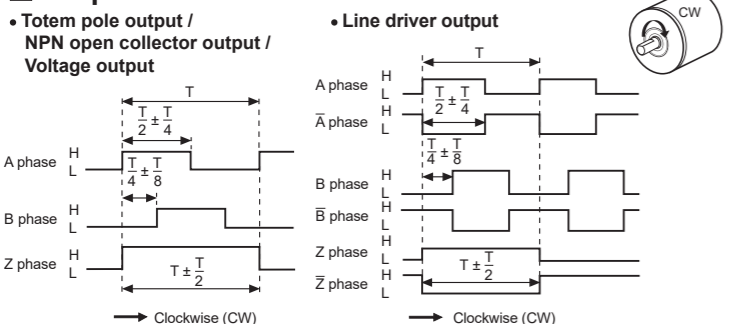 • Totem pole output /
NPN open collector output /
Voltage output
T
T/2 ± T/4
A phase H
L
T/4 ± T/8
B phase H
L
Z phase H
L
T ± T/2
Clockwise (CW)
• Line driver output
CW
T
A phase H
L
T/2 ± T/4
A̅ phase H
L
T/4 ± T/8
B phase H
L
B̅ phase H
L
Z phase H
L
T ± T/2
Z̅ phase H
L
Clockwise (CW)